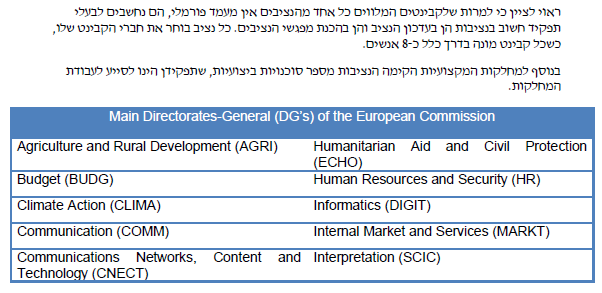 ראוי לציין כי למרות שלקבינטים המלווים כל אחד מהנציבים אין מעמד פורמלי, הם נחשבים לבעלי
תפקיד חשוב בנציבות הן בעדכון הנציב והן בהכנת מפגשי הנציבים. כל נציב בוחר את חברי הקבינט שלו,
כשכל קבינט מונה בדרך כלל כ-8 אנשים.
בנוסף למחלקות המקצועיות הקימה הנציבות מספר סוכנויות ביצועיות, שתפקידן הינו לסייע לעבודת
המחלקות.
Main Directorates-General (DG's) of the European Commission
Agriculture and Rural Development (AGRI)
Humanitarian Aid and Civil Protection
(ECHO)
Budget (BUDG)
Human Resources and Security (HR)
Climate Action (CLIMA)
Informatics (DIGIT)
Communication (COMM)
Internal Market and Services (MARKT)
Communications Networks, Content and
Technology (CNECT)
Interpretation (SCIC)